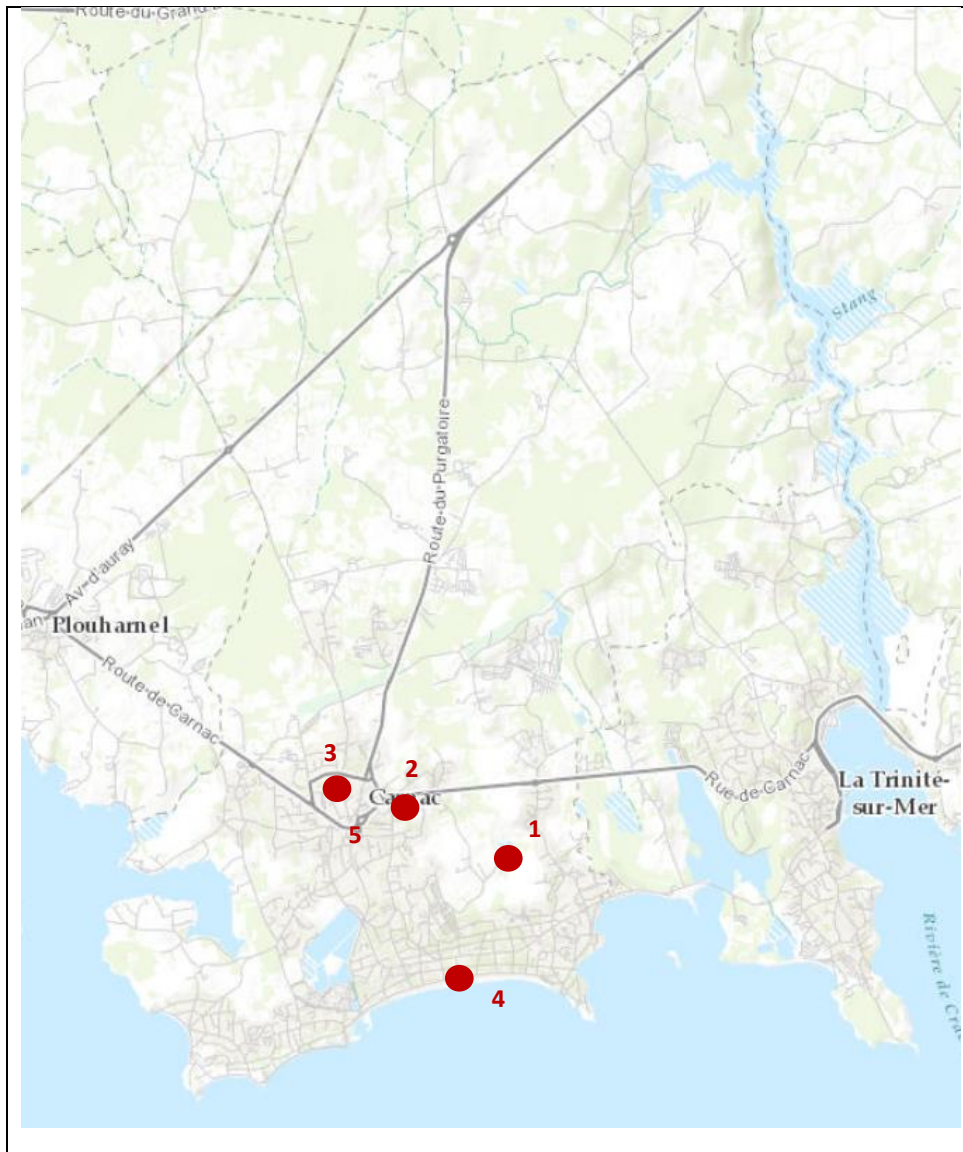 Route du Grand
Stang
Route du Purgatoire
Av. d'auray
Plouharnel
Route de Carnac
3
2
Carnac
5
1
Rue de Carnac
La Trinité-
sur-Mer
4
Rivière de Crac